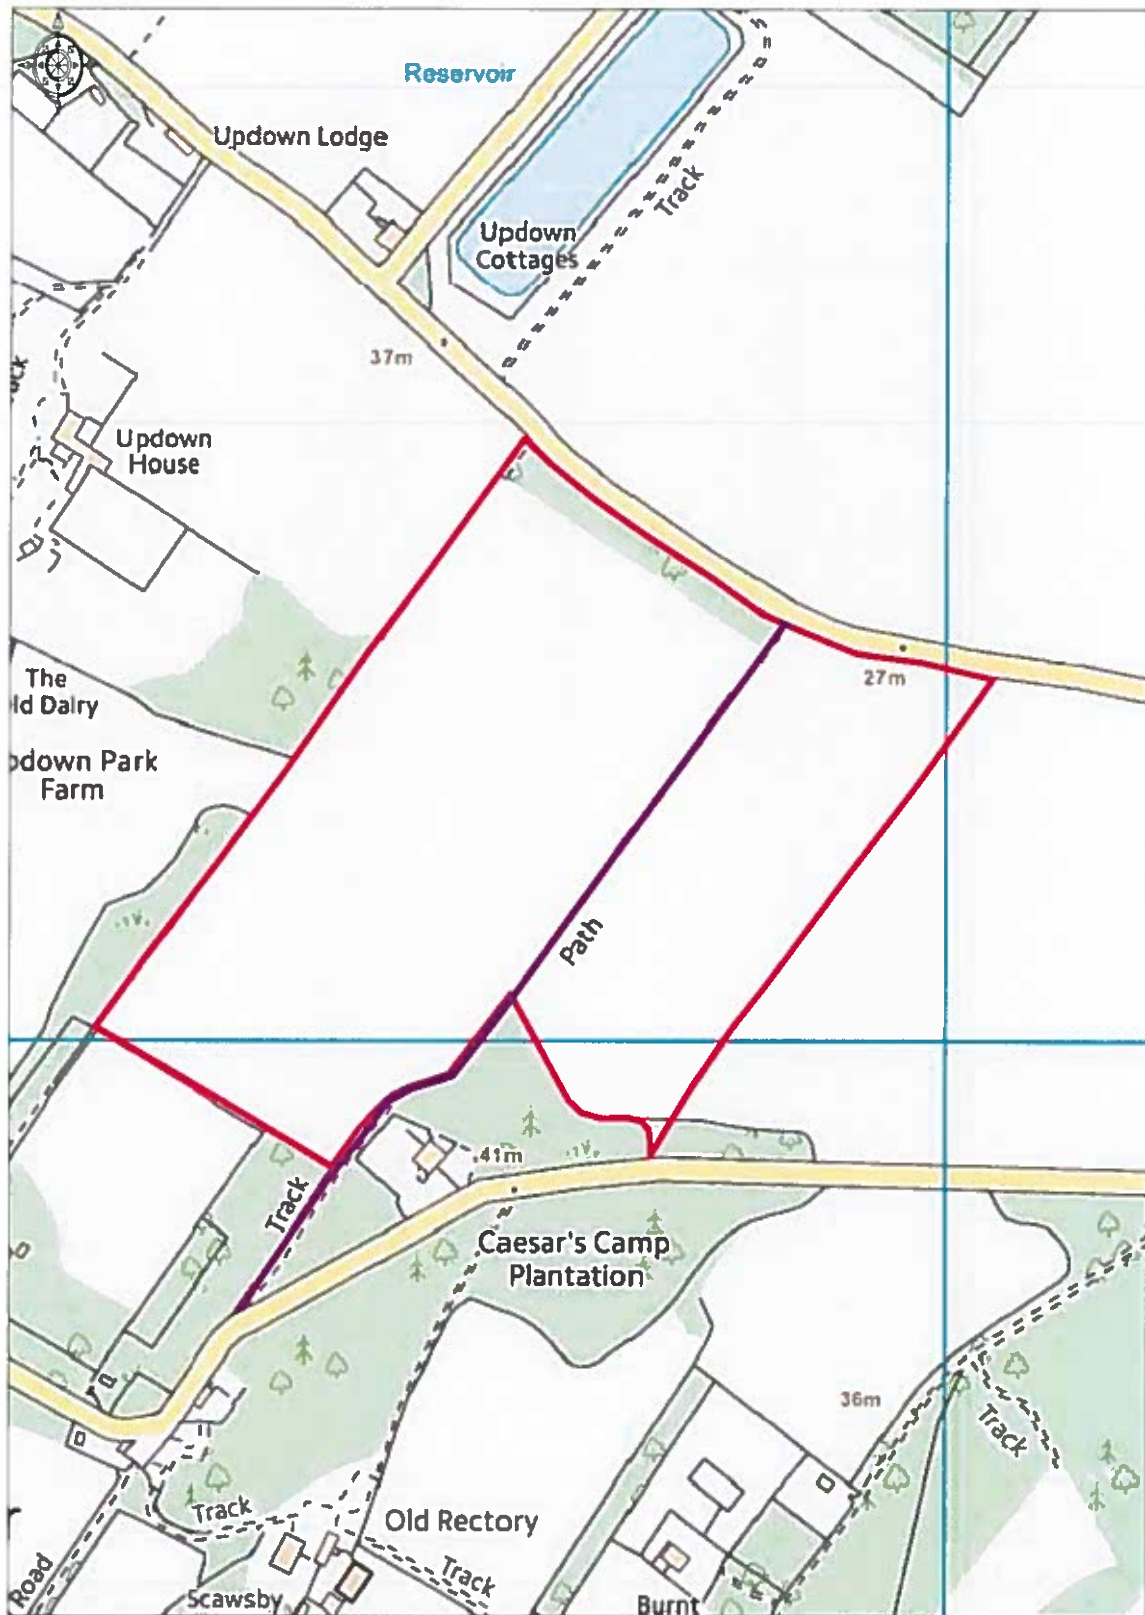 Reservoir
Updown Lodge
Track
Updown
Cottages
37m
Updown
House
The
ld Dairy
27m
pdown Park
Farm
Path
.41m
Track
Caesar's Camp
Plantation
36m
Track
Track
Old Rectory
Track
Road
Scawsby
Burnt